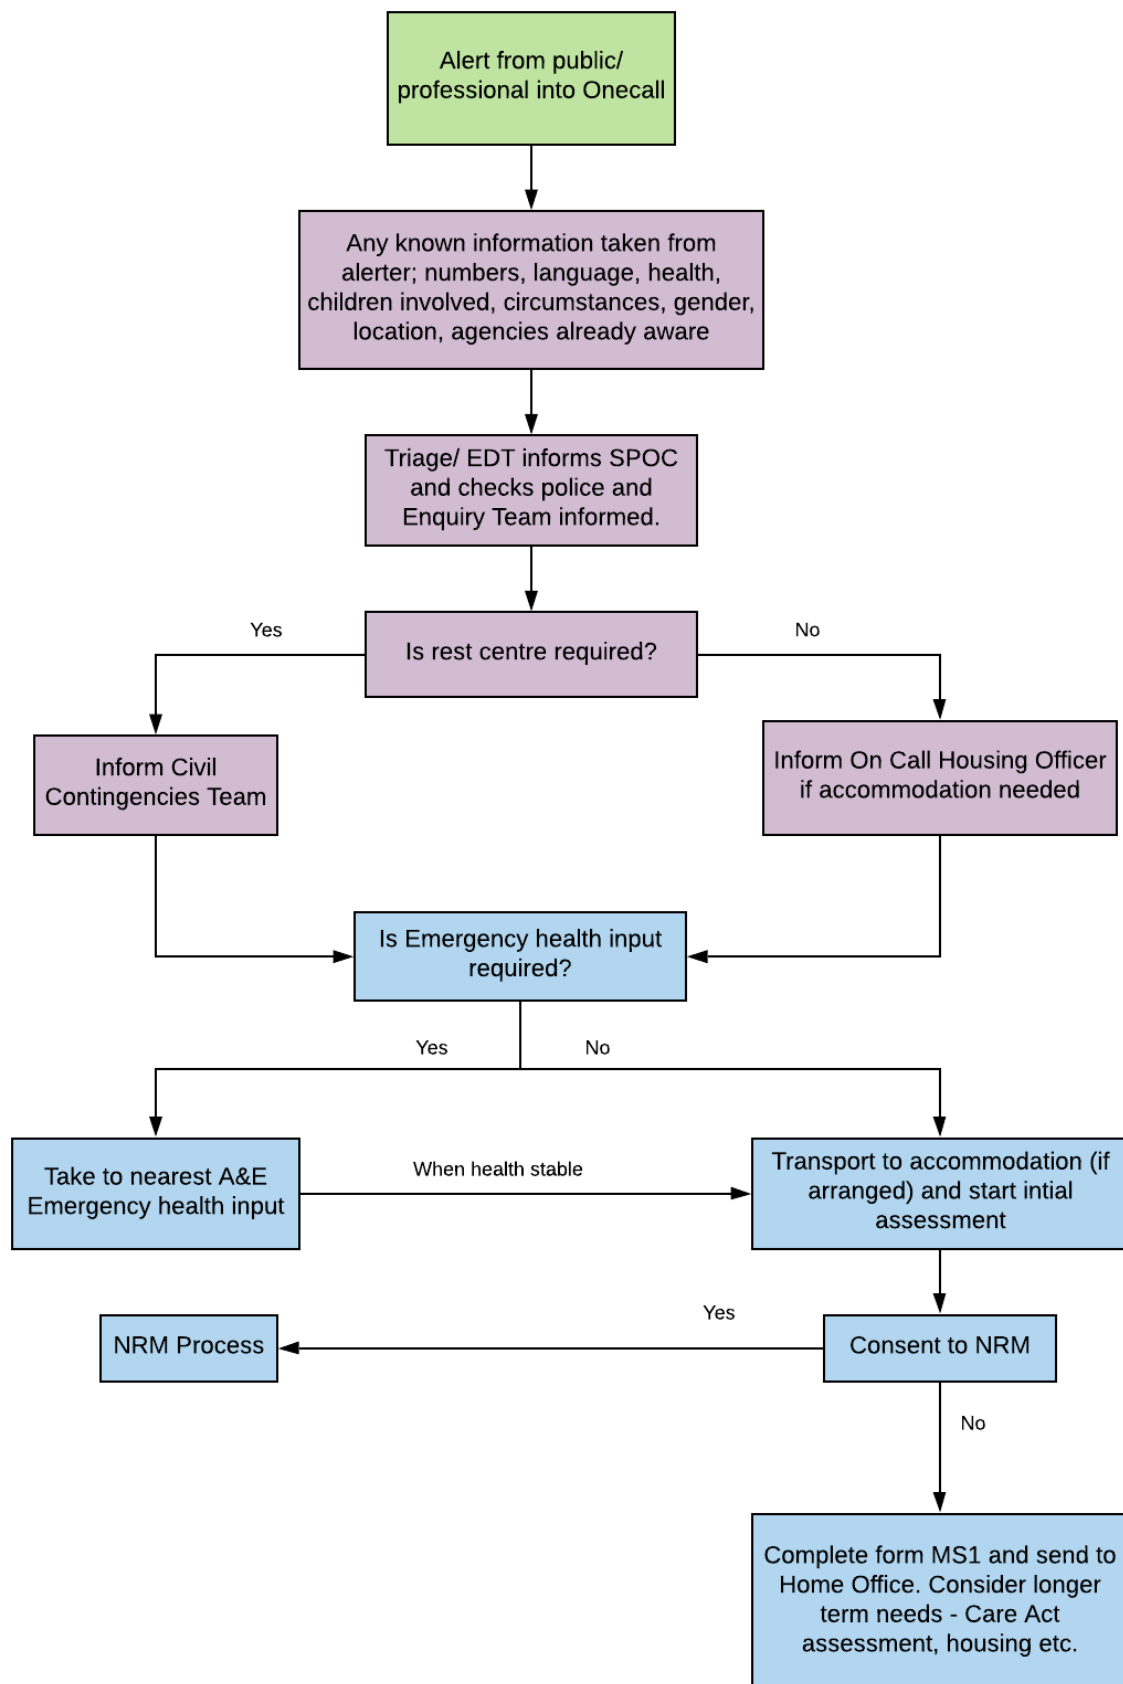 Alert from public/
professional into Onecall
Any known information taken from
alerter; numbers, language, health,
children involved, circumstances, gender,
location, agencies already aware
Triage/ EDT informs SPOC
and checks police and
Enquiry Team informed.
Yes
Is rest centre required?
No
Inform Civil
Contingencies Team
Inform On Call Housing Officer
if accommodation needed
Is Emergency health input
required?
Yes
No
Take to nearest A&E
Emergency health input
When health stable
Transport to accommodation (if
arranged) and start intial
assessment
Yes
NRM Process
Consent to NRM
No
Complete form MS1 and send to
Home Office. Consider longer
term needs - Care Act
assessment, housing etc.